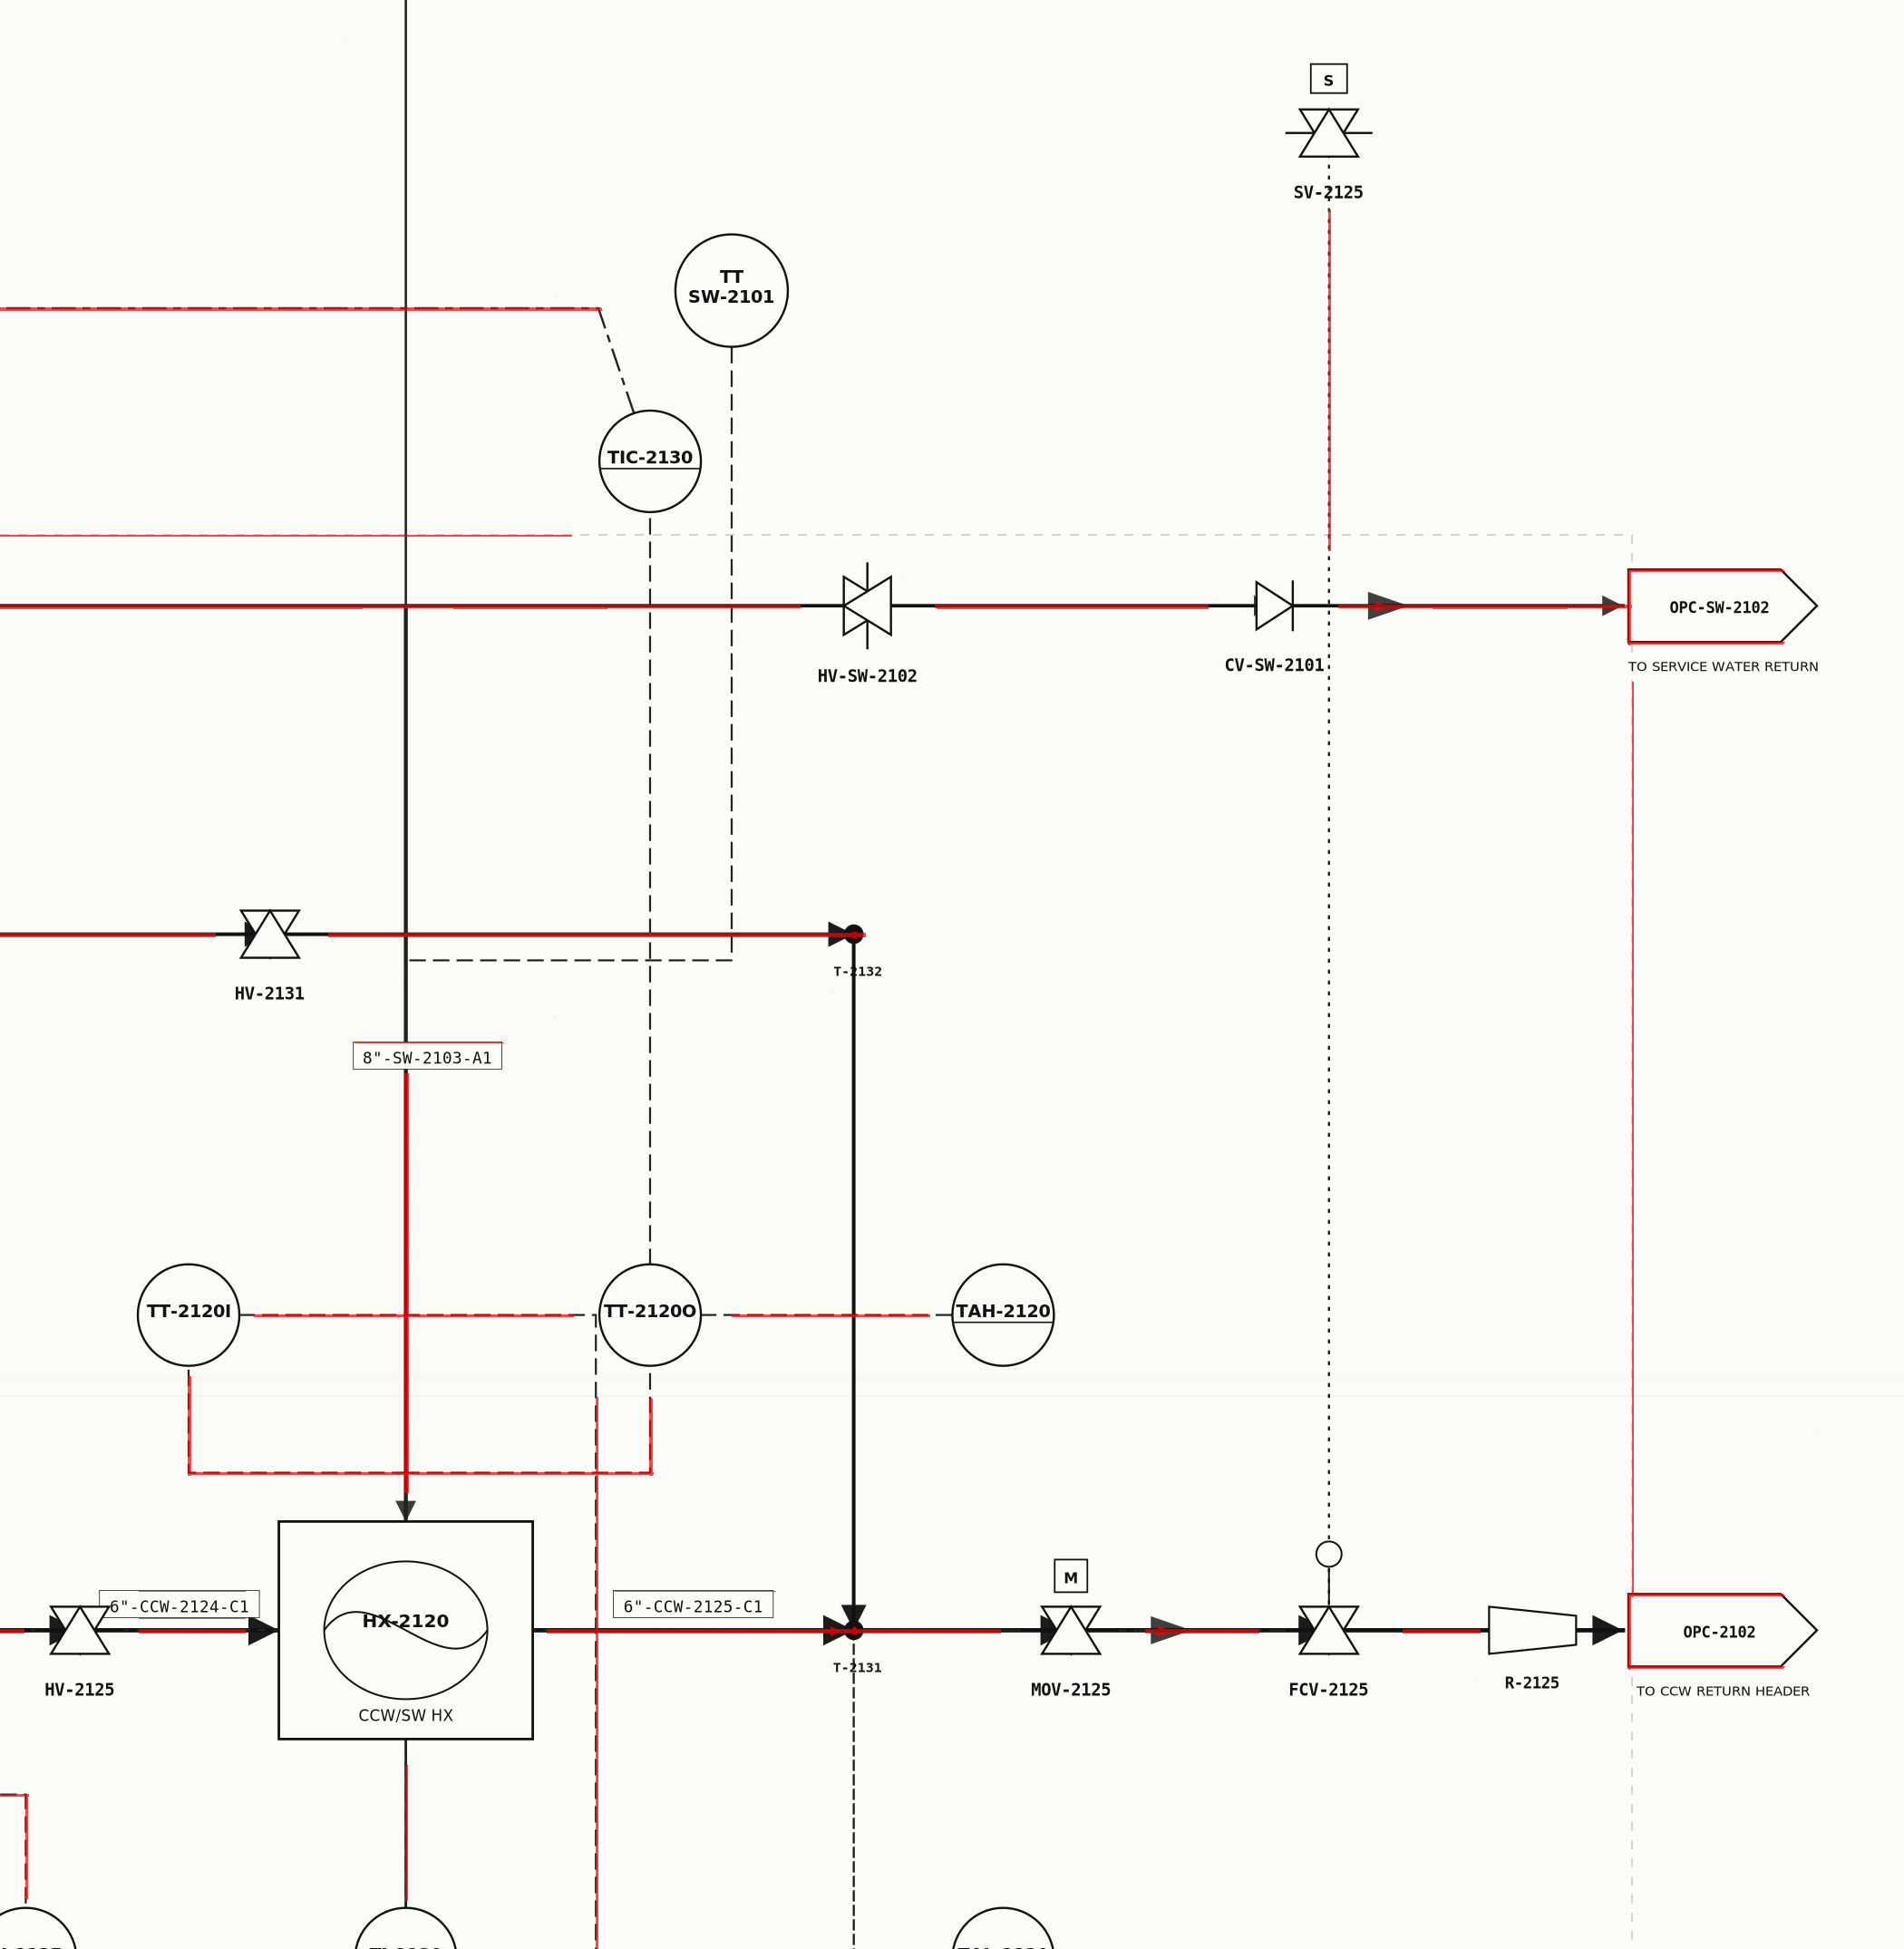 S
SV-2125
TT
SW-2101
TIC-2130
OPC-SW-2102
HV-SW-2102
CV-SW-2101
TO SERVICE WATER RETURN
T-2132
HV-2131
8"-SW-2103-A1
TT-2120I
TT-2120O
TAH-2120
M
6"-CCW-2124-C1
6"-CCW-2125-C1
HX-2120
OPC-2102
T-2131
HV-2125
MOV-2125
FCV-2125
R-2125
TO CCW RETURN HEADER
CCW/SW HX